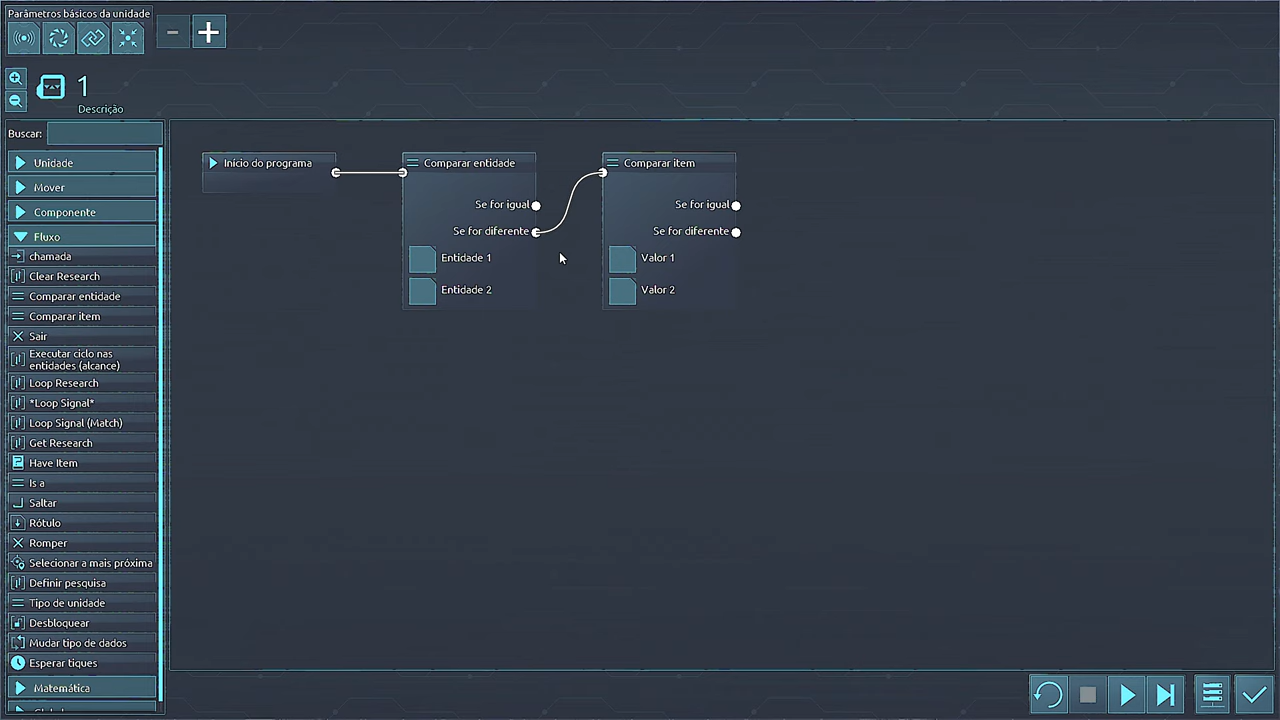 Parâmetros básicos da unidade
1
Descrição
Buscar:
Unidade
Mover
Componente
Fluxo
chamada
Clear Research
Comparar entidade
Comparar item
Sair
Executar ciclo nas
entidades (alcance)
Loop Research
*Loop Signal*
Loop Signal (Match)
Get Research
Have Item
Is a
Saltar
Rótulo
Romper
Selecionar a mais próxima
Definir pesquisa
Tipo de unidade
Desbloquear
Mudar tipo de dados
Esperar tiques
Matemática
Início do programa
Comparar entidade
Se for igual
Se for diferente
Entidade 1
Entidade 2
Comparar item
Se for igual
Se for diferente
Valor 1
Valor 2